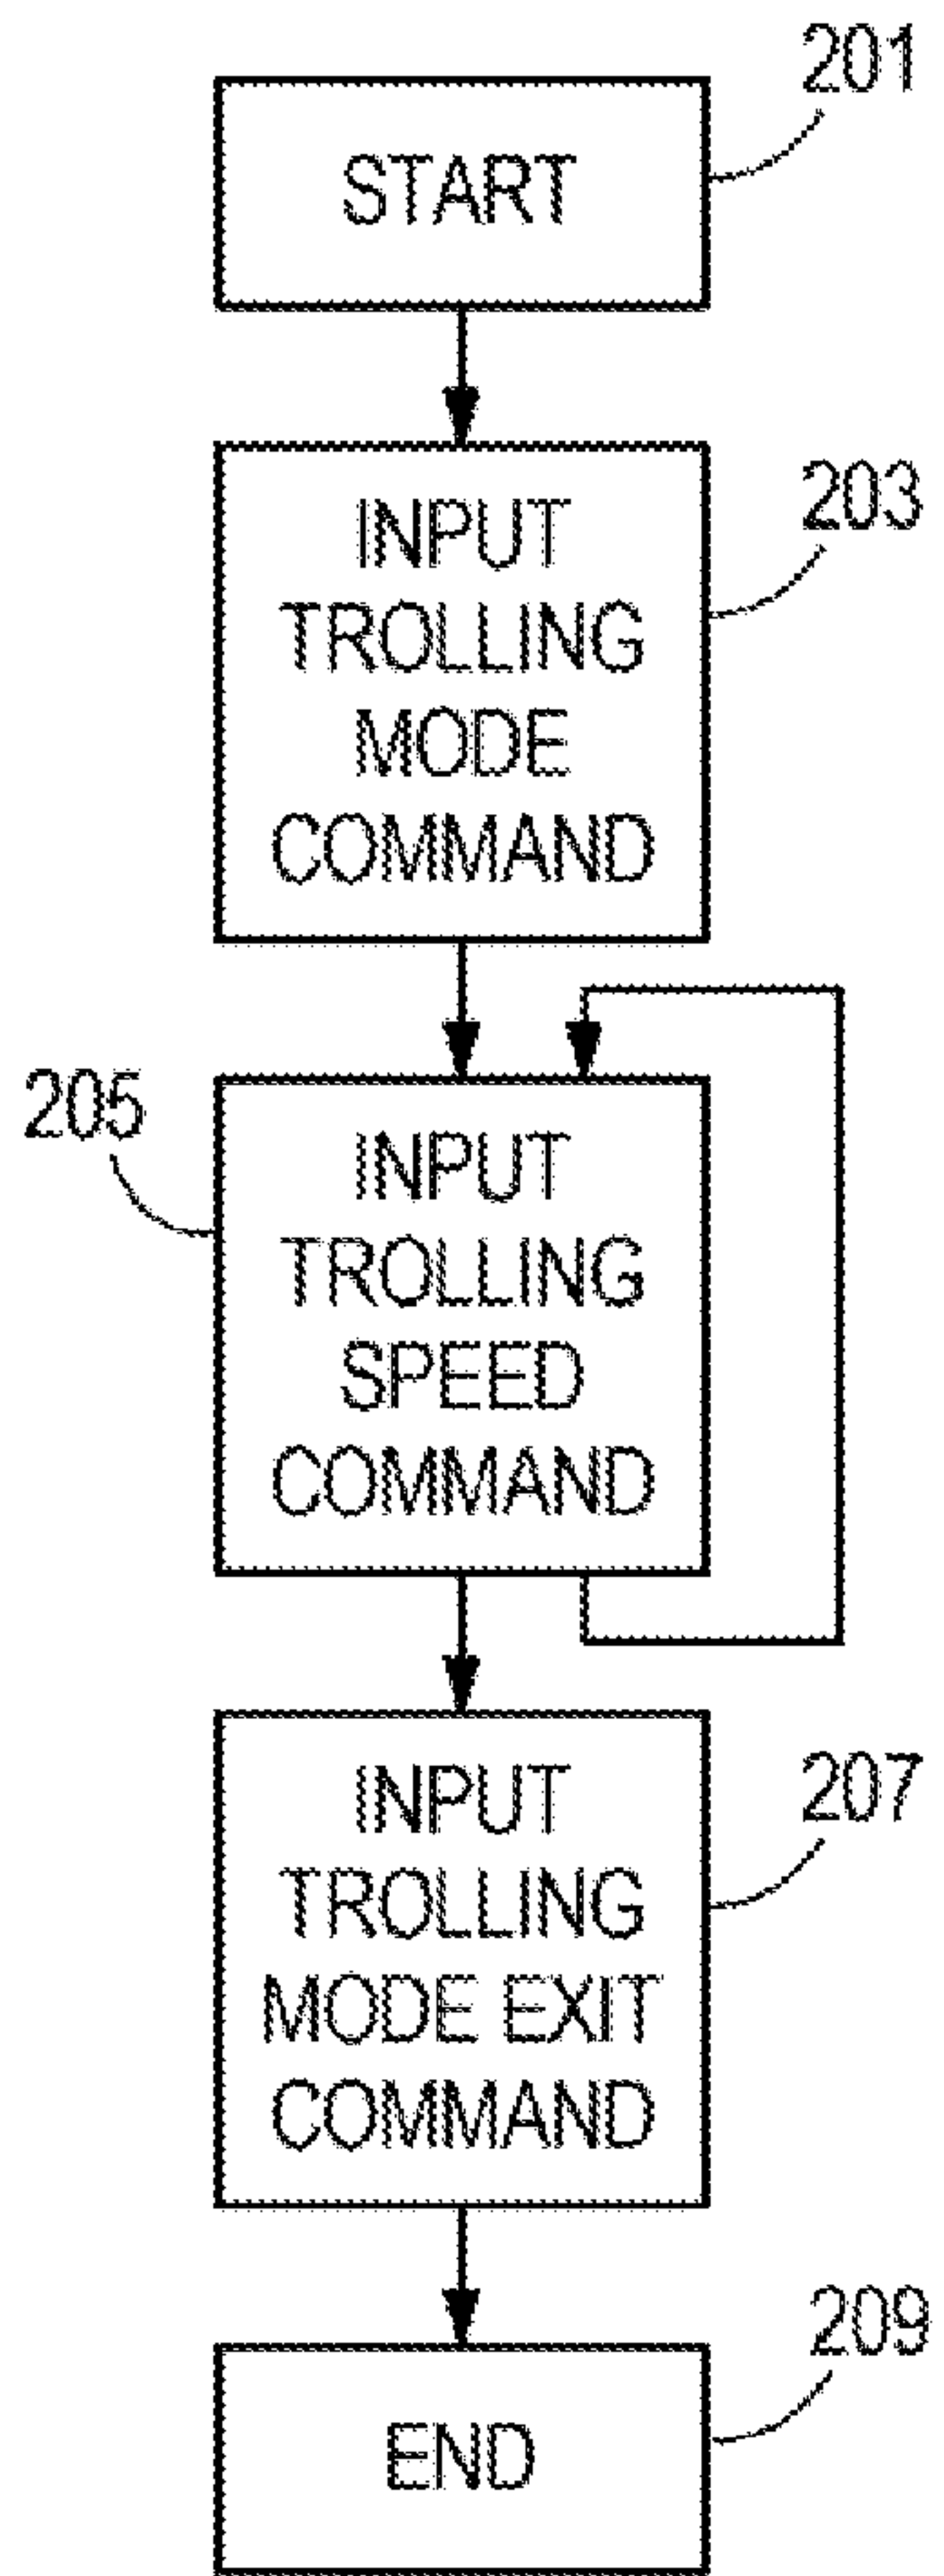 201
START
203
INPUT
TROLLING
MODE
COMMAND
205
INPUT
TROLLING
SPEED
COMMAND
207
INPUT
TROLLING
MODE EXIT
COMMAND
209
END